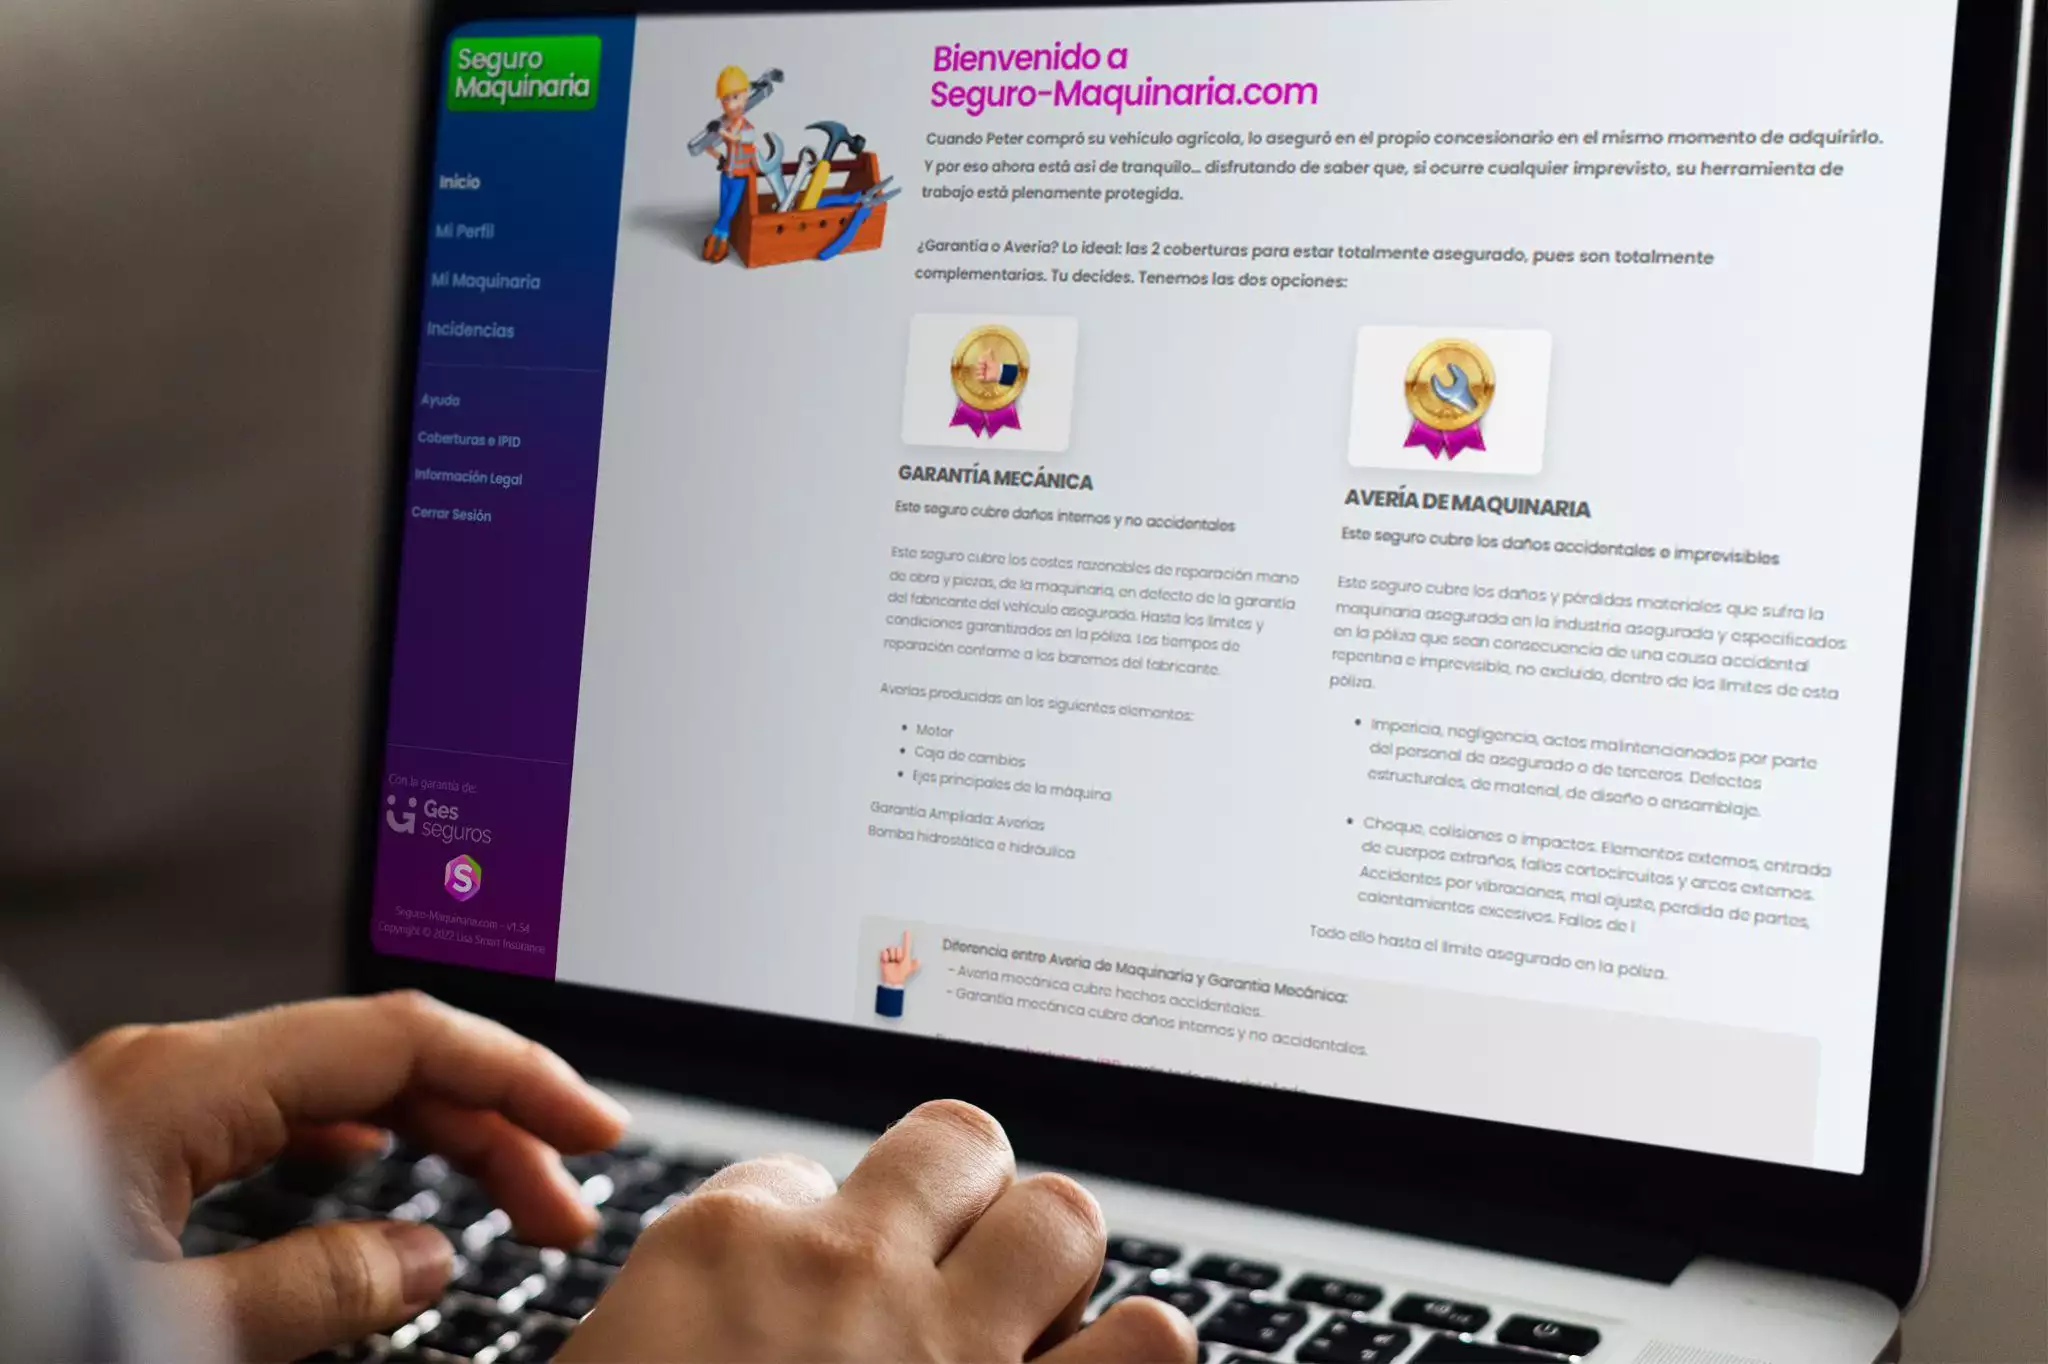 Seguro
Maquinaria
Inicio
Mi Perfil
Mi Maquinaria
Incidencias
Ayuda
Coberturas e IPID
Información Legal
Cerrar Sesión
Con la garantía de:
Ges
seguros
S
Seguro-Maquinaria.com - v1.54
Copyright © 2022 Lisa Smart Insurance
Bienvenido a
Seguro-Maquinaria.com
Cuando Peter compró su vehículo agrícola, lo aseguró en el propio concesionario en el mismo momento de adquirirlo.
Y por eso ahora está así de tranquilo... disfrutando de saber que, si ocurre cualquier imprevisto, su herramienta de
trabajo está plenamente protegida.
¿Garantía o Avería? Lo ideal: las 2 coberturas para estar totalmente asegurado, pues son totalmente
complementarias. Tu decides. Tenemos las dos opciones:
GARANTÍA MECÁNICA
Este seguro cubre daños internos y no accidentales
Este seguro cubre los costes razonables de reparación mano
de obra y piezas, de la maquinaria, en defecto de la garantía
del fabricante del vehículo asegurado. Hasta los límites y
condiciones garantizados en la póliza. Los tiempos de
reparación conforme a los baremos del fabricante.
Averías producidas en los siguientes elementos:
• Motor
• Caja de cambios
• Ejes principales de la máquina
Garantía Ampliada: Averías
Bomba hidrostática e hidráulica
AVERÍA DE MAQUINARIA
Este seguro cubre los daños accidentales e imprevisibles
Este seguro cubre los daños y pérdidas materiales que sufra la
maquinaria asegurada en la industria asegurada y especificados
en la póliza que sean consecuencia de una causa accidental
repentina e imprevisible, no excluido, dentro de los límites de esta
póliza.
• Impericia, negligencia, actos malintencionados por parte
del personal de asegurado o de terceros. Defectos
estructurales, de material, de diseño o ensamblaje.
• Choque, colisiones o impactos. Elementos externos, entrada
de cuerpos extraños, fallos cortocircuitos y arcos externos.
Accidentes por vibraciones, mal ajuste, perdida de partes,
calentamientos excesivos. Fallos de l
Todo ello hasta el límite asegurado en la póliza.
Diferencia entre Avería de Maquinaria y Garantía Mecánica:
- Avería mecánica cubre hechos accidentales.
- Garantía mecánica cubre daños internos y no accidentales.